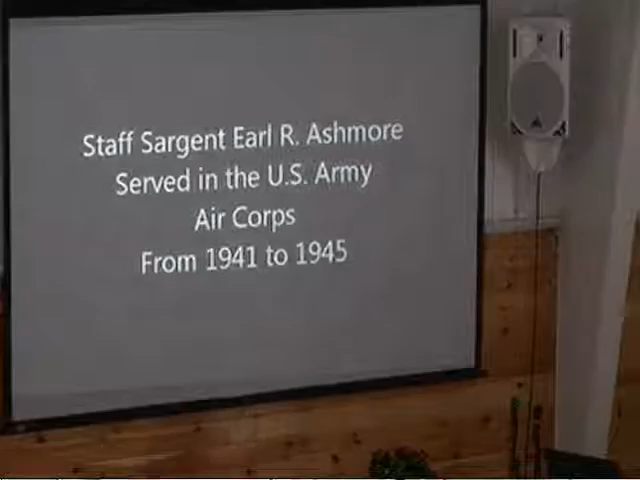 Staff Sargent Earl R. Ashmore
Served in the U.S. Army
Air Corps
From 1941 to 1945